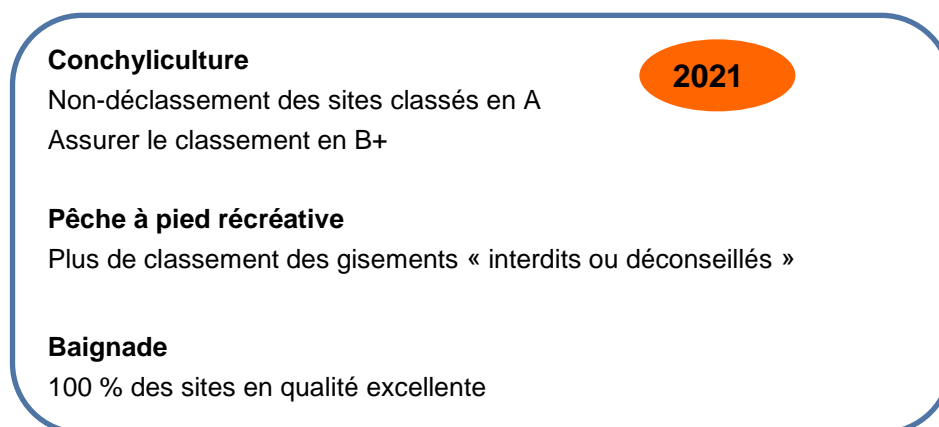 Conchyliculture
2021
Non-déclassement des sites classés en A
Assurer le classement en B+
Pêche à pied récréative
Plus de classement des gisements « interdits ou déconseillés »
Baignade
100 % des sites en qualité excellente